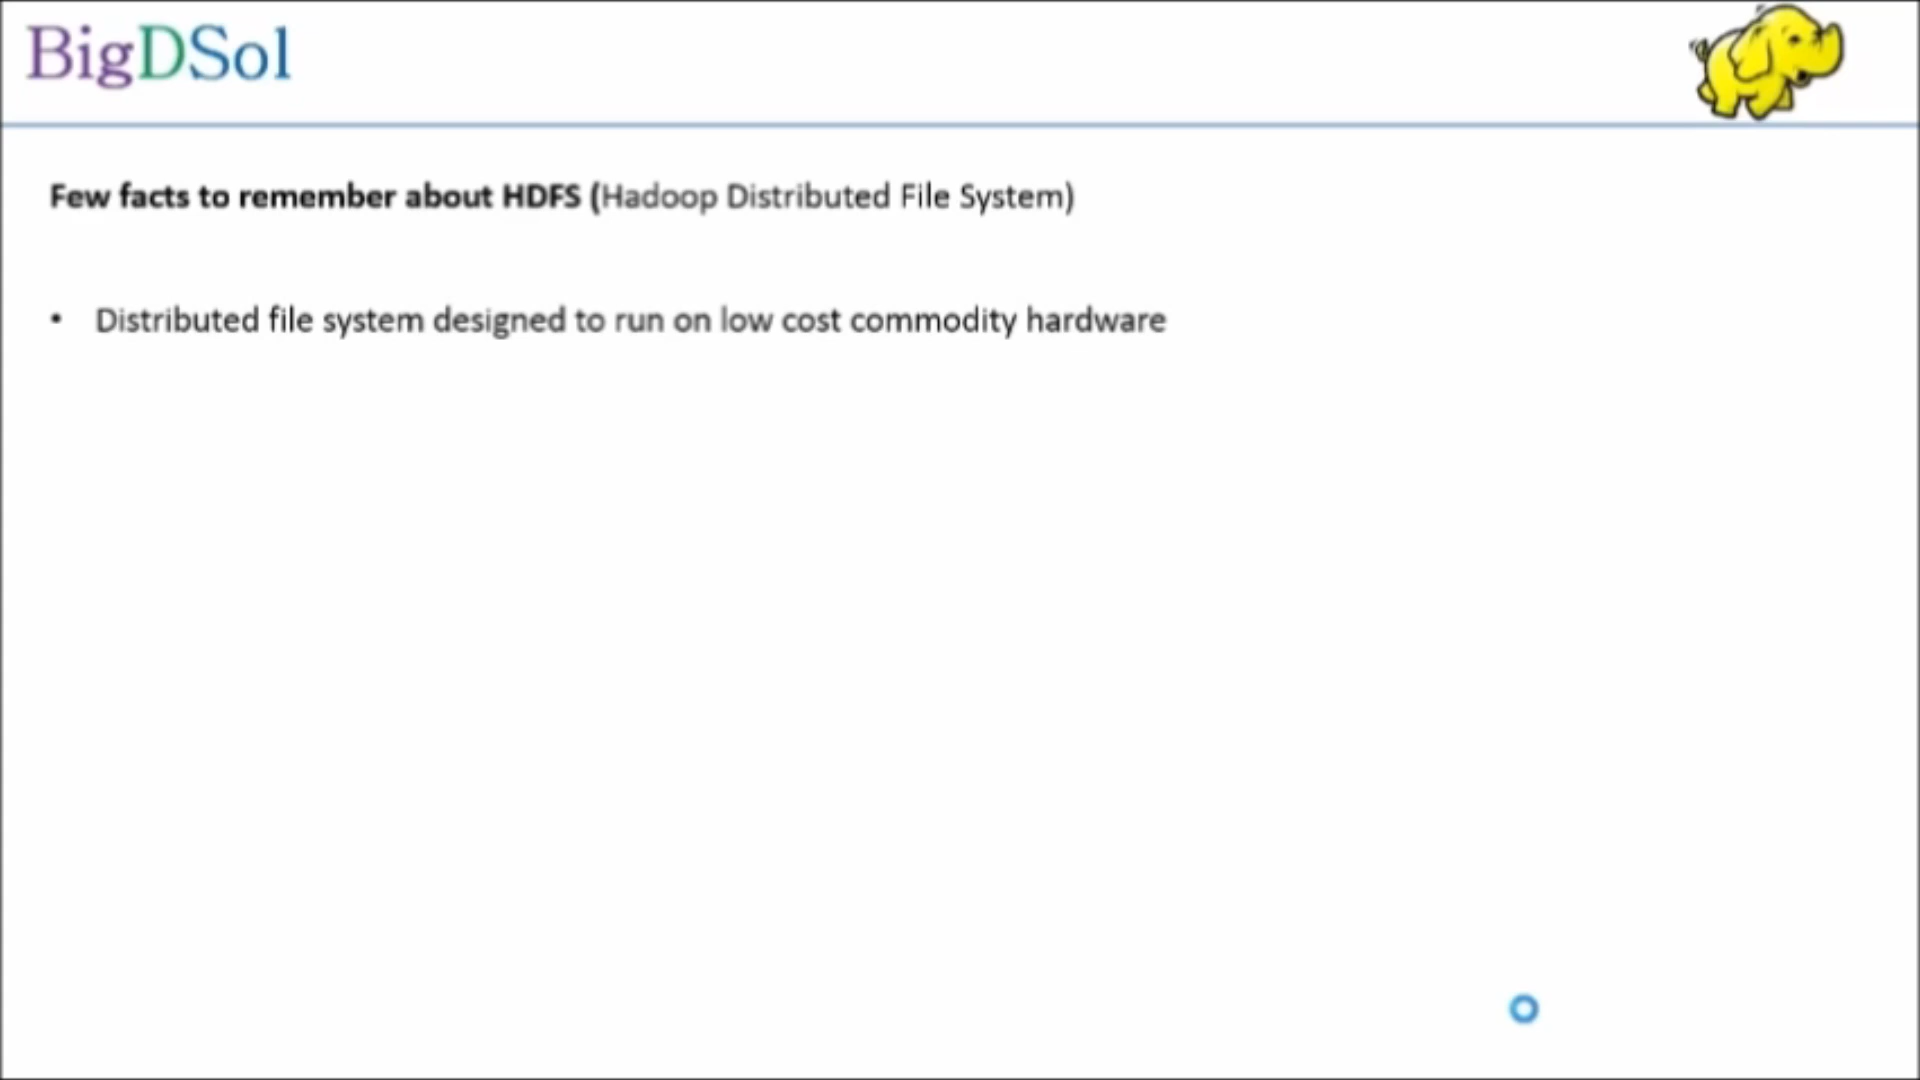 BigDSol
Few facts to remember about HDFS (Hadoop Distributed File System)
• Distributed file system designed to run on low cost commodity hardware